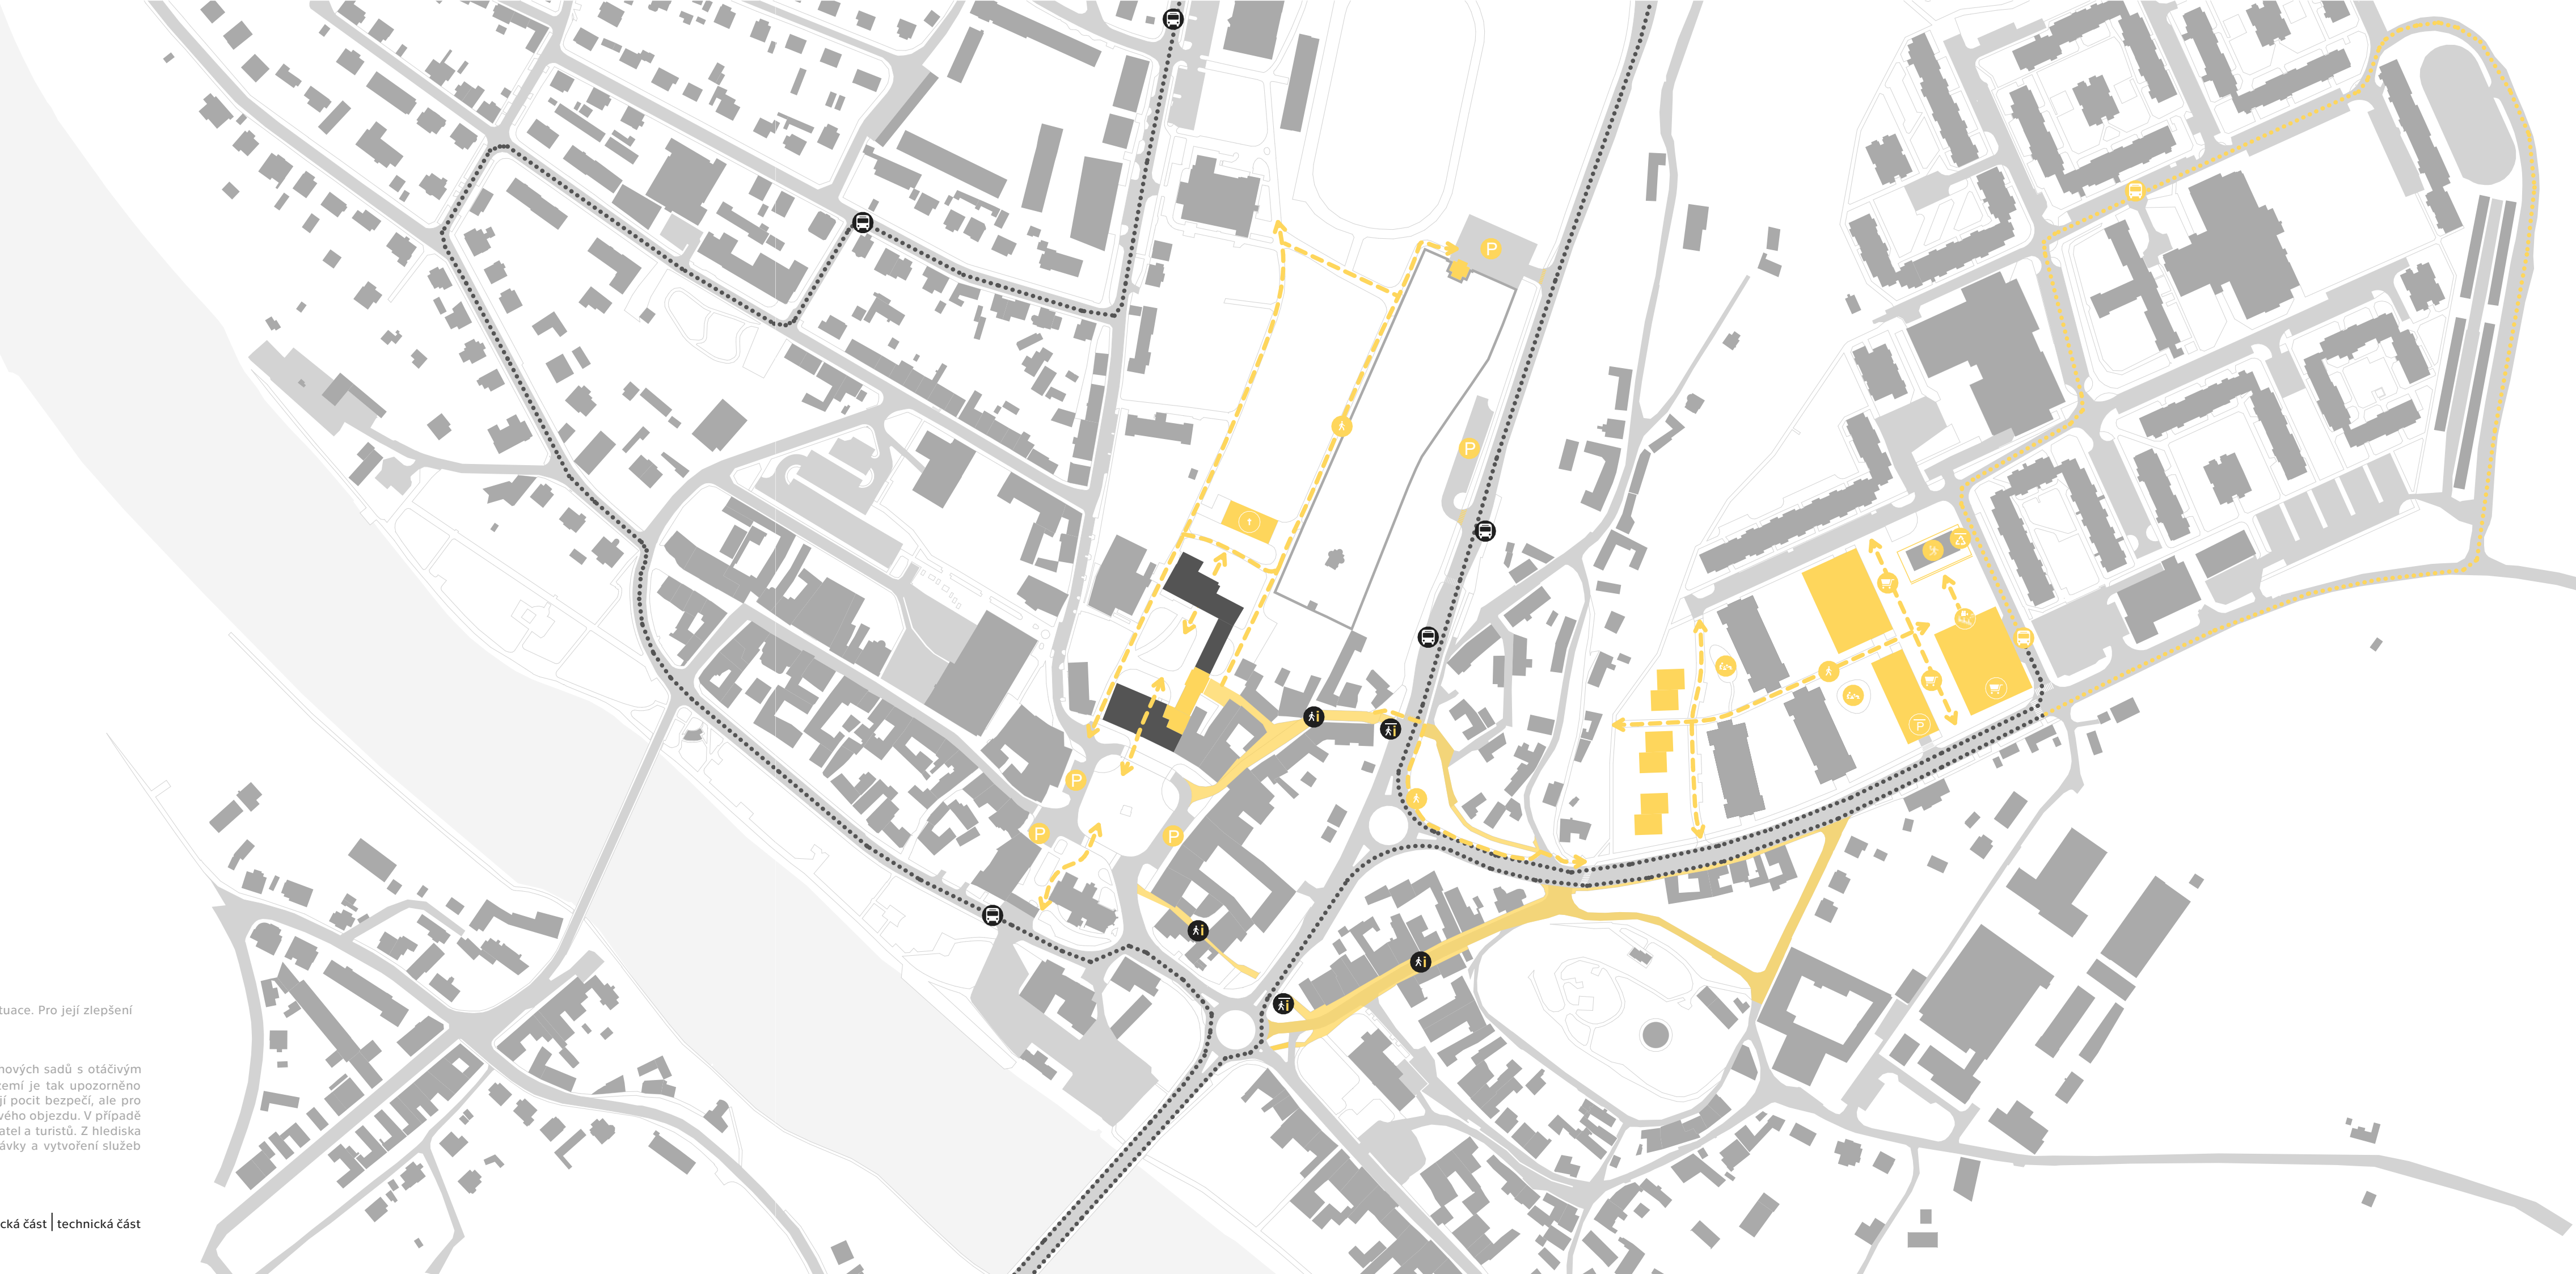 tuace. Pro její zlepšení
nových sadů s otáčivým
zemí je tak upozorněno
jí pocit bezpečí, ale pro
vého objezdu. V případě
atel a turistů. Z hlediska
ávky a vytvoření služeb
cká část | technická část
P
P
P
P
P
P